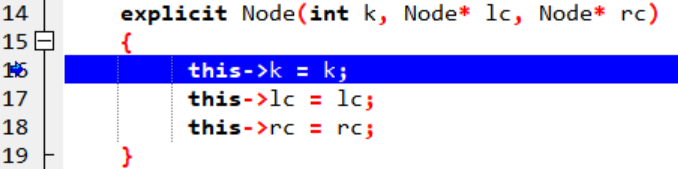 14 explicit Node(int k, Node* lc, Node* rc)
15 {
16 this->k = k;
17 this->lc = lc;
18 this->rc = rc;
19 }